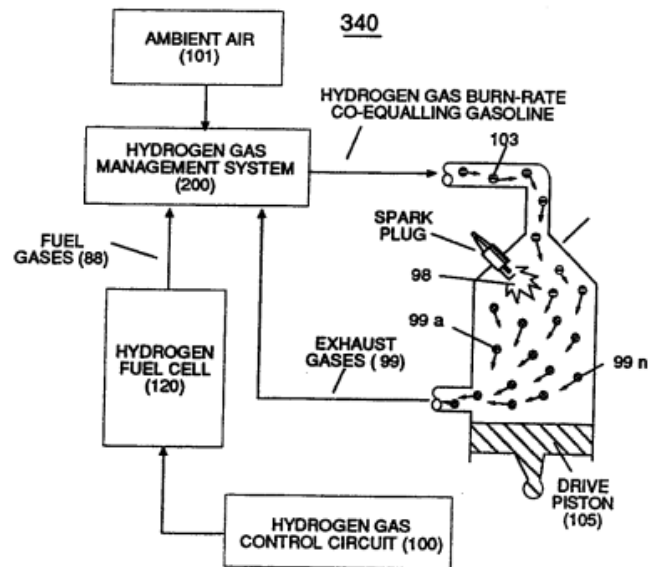 340
AMBIENT AIR
(101)
HYDROGEN GAS BURN-RATE
CO-EQUALLING GASOLINE
103
HYDROGEN GAS
MANAGEMENT SYSTEM
(200)
SPARK
PLUG
FUEL
GASES (88)
98
99 a
EXHAUST
GASES (99)
99 n
HYDROGEN
FUEL CELL
(120)
DRIVE
PISTON
(105)
HYDROGEN GAS
CONTROL CIRCUIT (100)